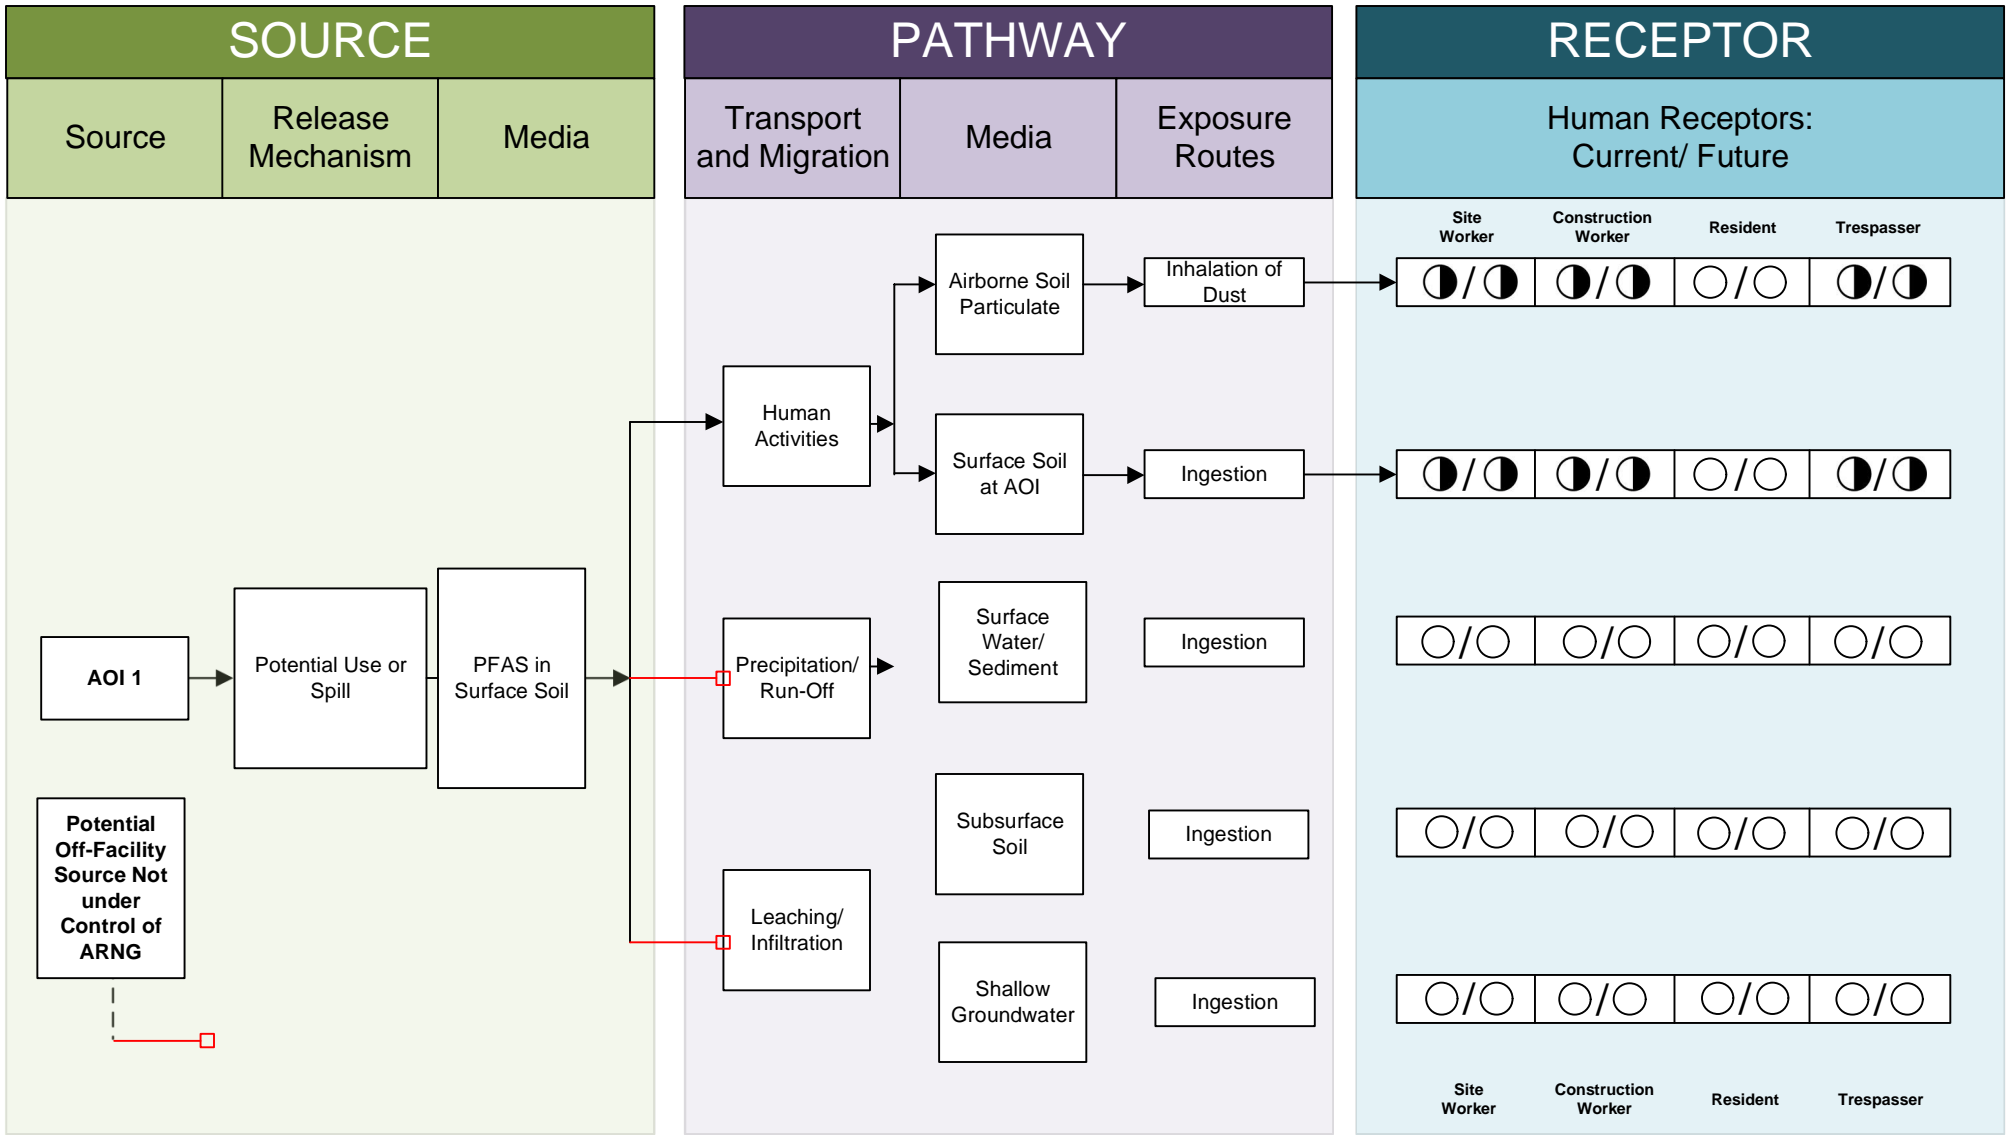 SOURCE
PATHWAY
RECEPTOR
Source
Release
Mechanism
Media
Transport
and Migration
Media
Exposure
Routes
Human Receptors:
Current/ Future
Site
Worker
Construction
Worker
Resident
Trespasser
Airborne Soil
Particulate
Inhalation of
Dust
/
/
/
/
Human
Activities
Surface Soil
at AOI
Ingestion
/
/
/
/
AOI 1
Potential Use or
Spill
PFAS in
Surface Soil
Precipitation/
Run-Off
Surface
Water/
Sediment
Ingestion
/
/
/
/
Potential
Off-Facility
Source Not
under
Control of
ARNG
Leaching/
Infiltration
Subsurface
Soil
Ingestion
/
/
/
/
Shallow
Groundwater
Ingestion
/
/
/
/
Site
Worker
Construction
Worker
Resident
Trespasser